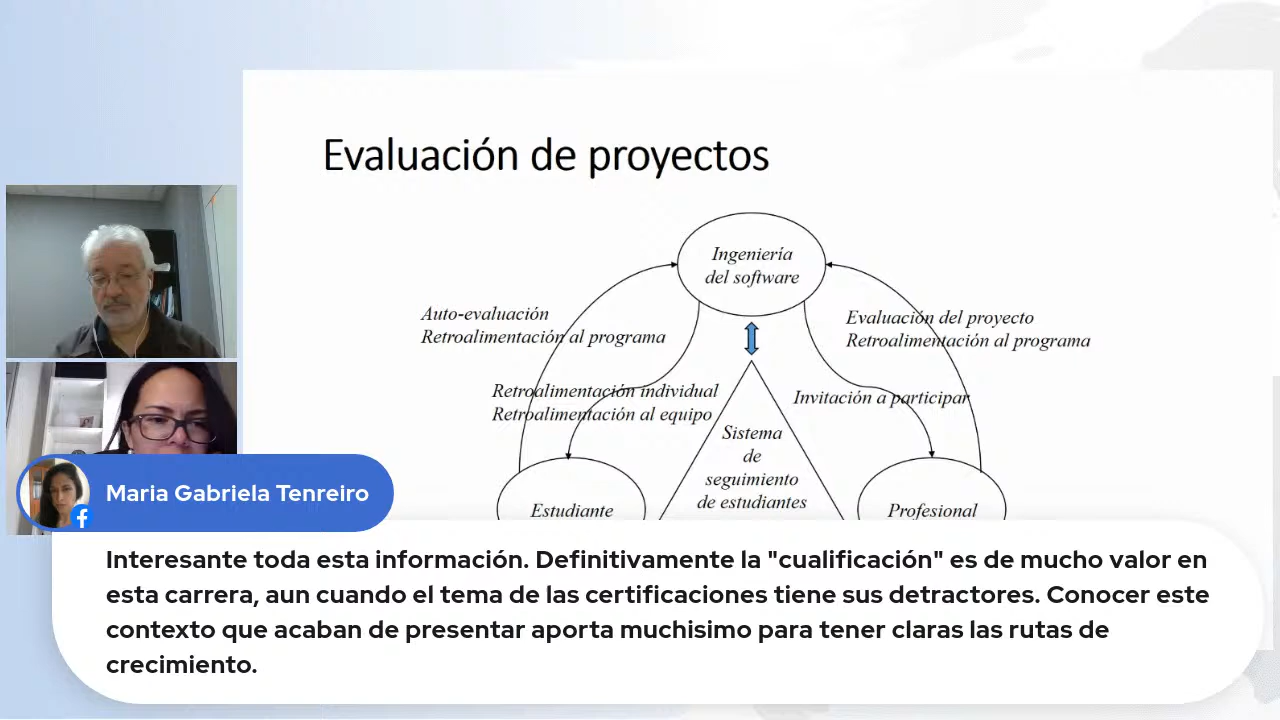 Evaluación de proyectos
Ingeniería
del software
Auto-evaluación
Retroalimentación al programa
Evaluación del proyecto
Retroalimentación al programa
Retroalimentación individual
Retroalimentación al equipo
Invitación a participar
Sistema
de
seguimiento
de estudiantes
Estudiante
Profesional
Maria Gabriela Tenreiro
Interesante toda esta información. Definitivamente la "cualificación" es de mucho valor en
esta carrera, aun cuando el tema de las certificaciones tiene sus detractores. Conocer este
contexto que acaban de presentar aporta muchisimo para tener claras las rutas de
crecimiento.